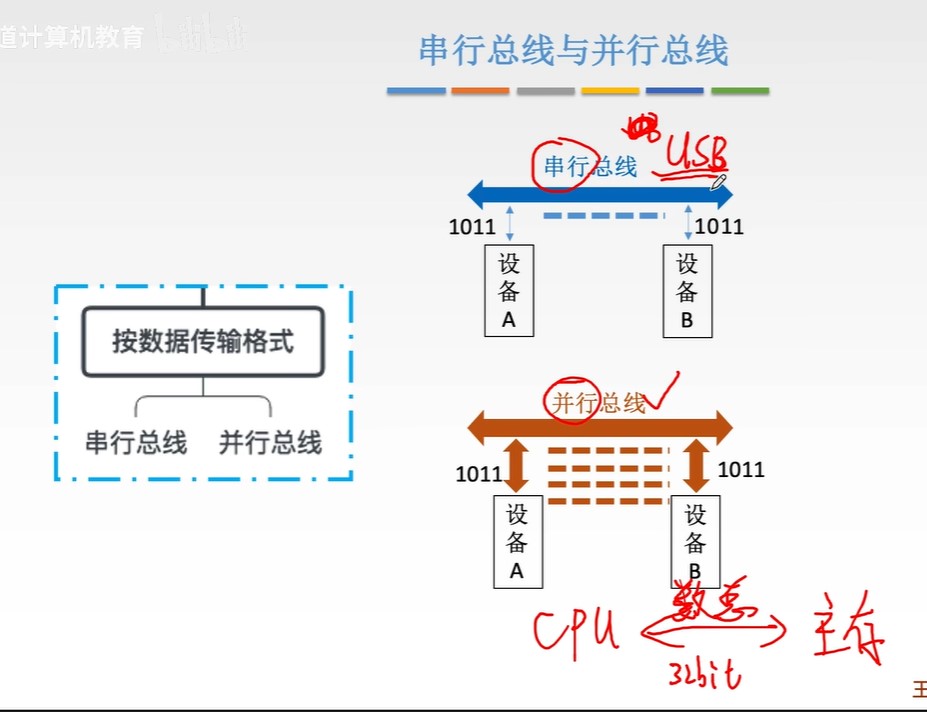 道计算机教育
串行总线与并行总线
串行总线 USB
1011
1011
设备A
设备B
按数据传输格式
串行总线 并行总线
并行总线
1011
1011
设备A
设备B
CPU 数总 主存
32bit
王